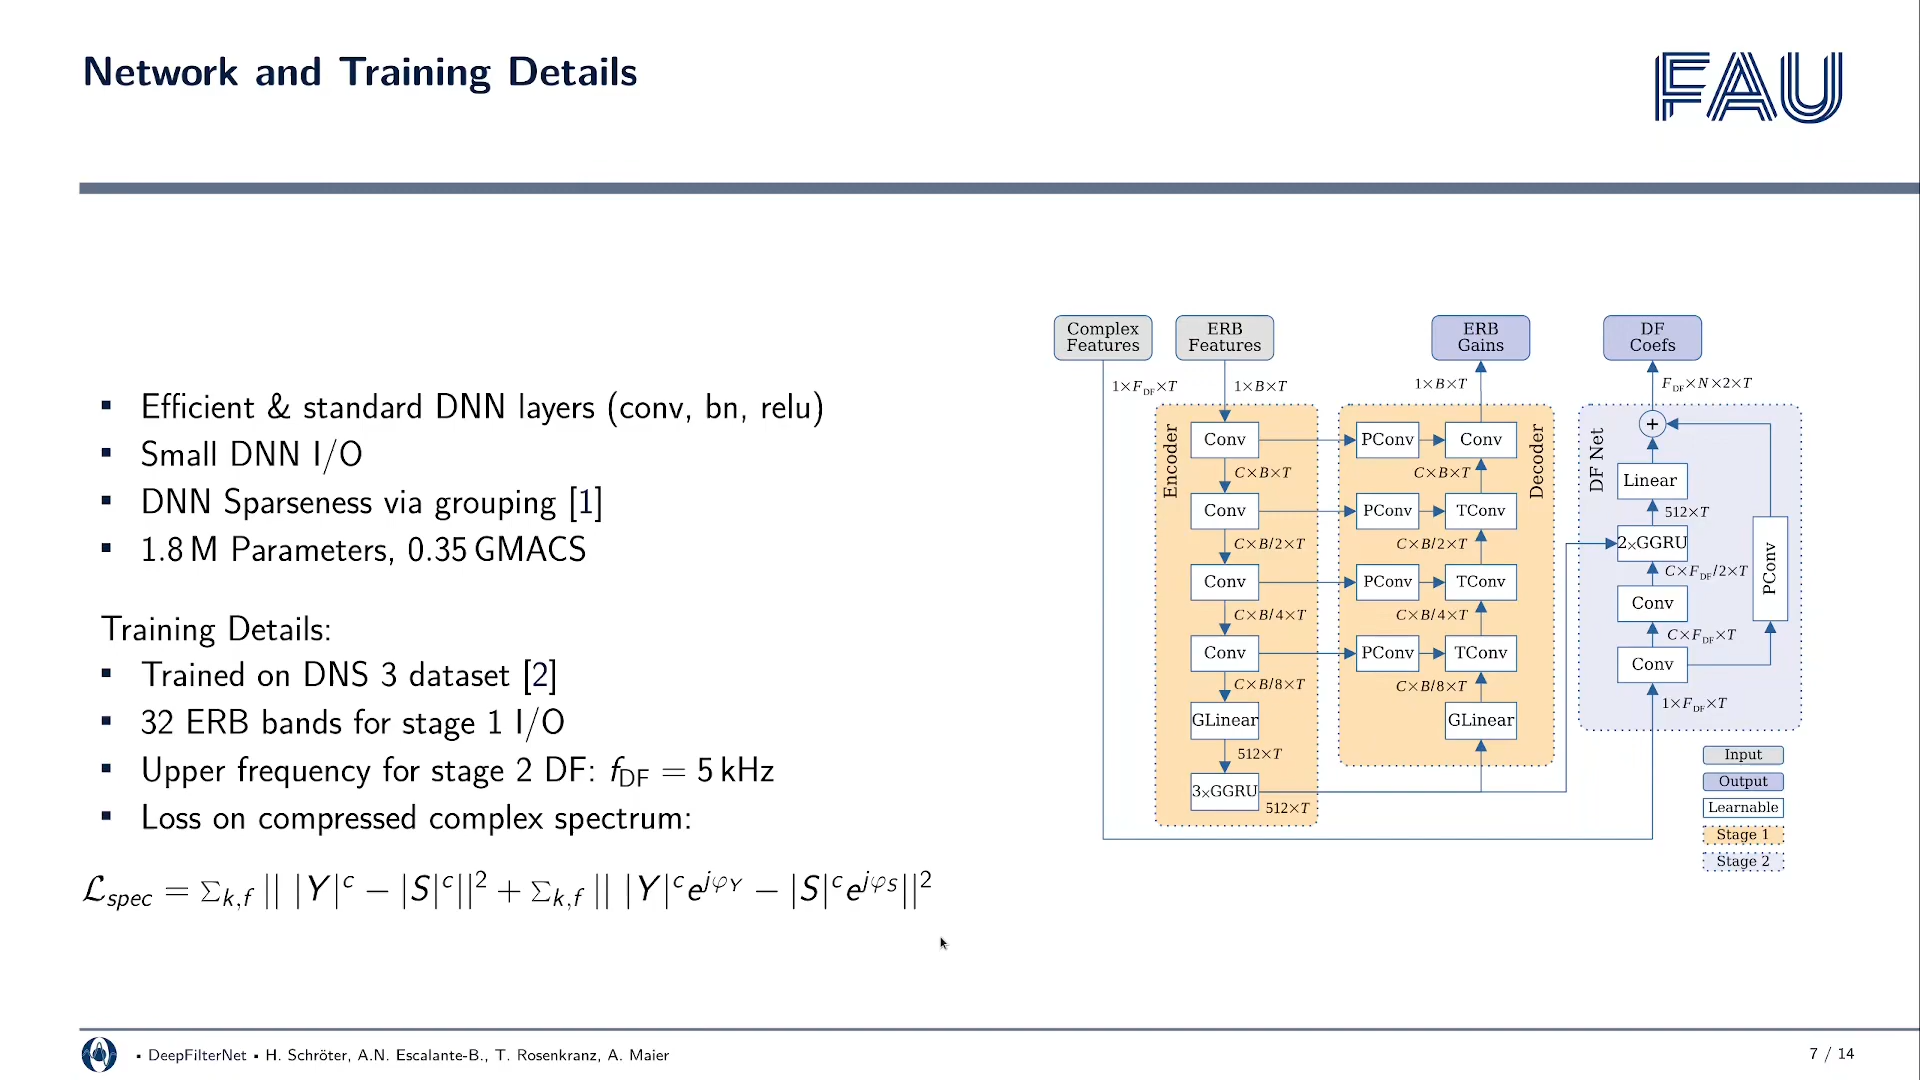 Network and Training Details
FAU
▪ Efficient & standard DNN layers (conv, bn, relu)
▪ Small DNN I/O
▪ DNN Sparseness via grouping [1]
▪ 1.8 M Parameters, 0.35 GMACS
Training Details:
▪ Trained on DNS 3 dataset [2]
▪ 32 ERB bands for stage 1 I/O
▪ Upper frequency for stage 2 DF: f_DF = 5 kHz
▪ Loss on compressed complex spectrum:
ℒ_spec = Σ_k,f || |Y|^c − |S|^c||^2 + Σ_k,f || |Y|^c e^jφ_Y − |S|^c e^jφ_S||^2
Complex
Features
ERB
Features
ERB
Gains
DF
Coefs
1×F_DF×T
1×B×T
1×B×T
F_DF×N×2×T
Encoder
Conv
C×B×T
Conv
C×B/2×T
Conv
C×B/4×T
Conv
C×B/8×T
GLinear
512×T
3×GGRU
512×T
Decoder
PConv
Conv
C×B×T
PConv
TConv
C×B/2×T
PConv
TConv
C×B/4×T
PConv
TConv
C×B/8×T
GLinear
DF Net
+
Linear
512×T
2×GGRU
C×F_DF/2×T
Conv
C×F_DF×T
Conv
1×F_DF×T
PConv
Input
Output
Learnable
Stage 1
Stage 2
▪ DeepFilterNet ▪ H. Schröter, A.N. Escalante-B., T. Rosenkranz, A. Maier
7 / 14